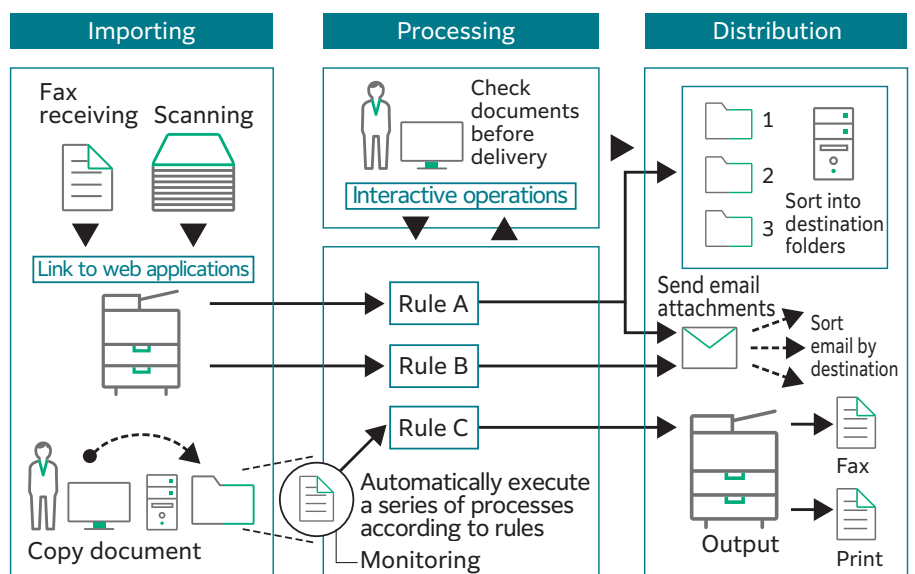 Importing
Fax
receiving
Scanning
Link to web applications
Copy document
Processing
Check
documents
before
delivery
Interactive operations
Rule A
Rule B
Rule C
Automatically execute
a series of processes
according to rules
Monitoring
Distribution
1
2
3
Sort into
destination
folders
Send email
attachments
Sort
email by
destination
Output
Fax
Print